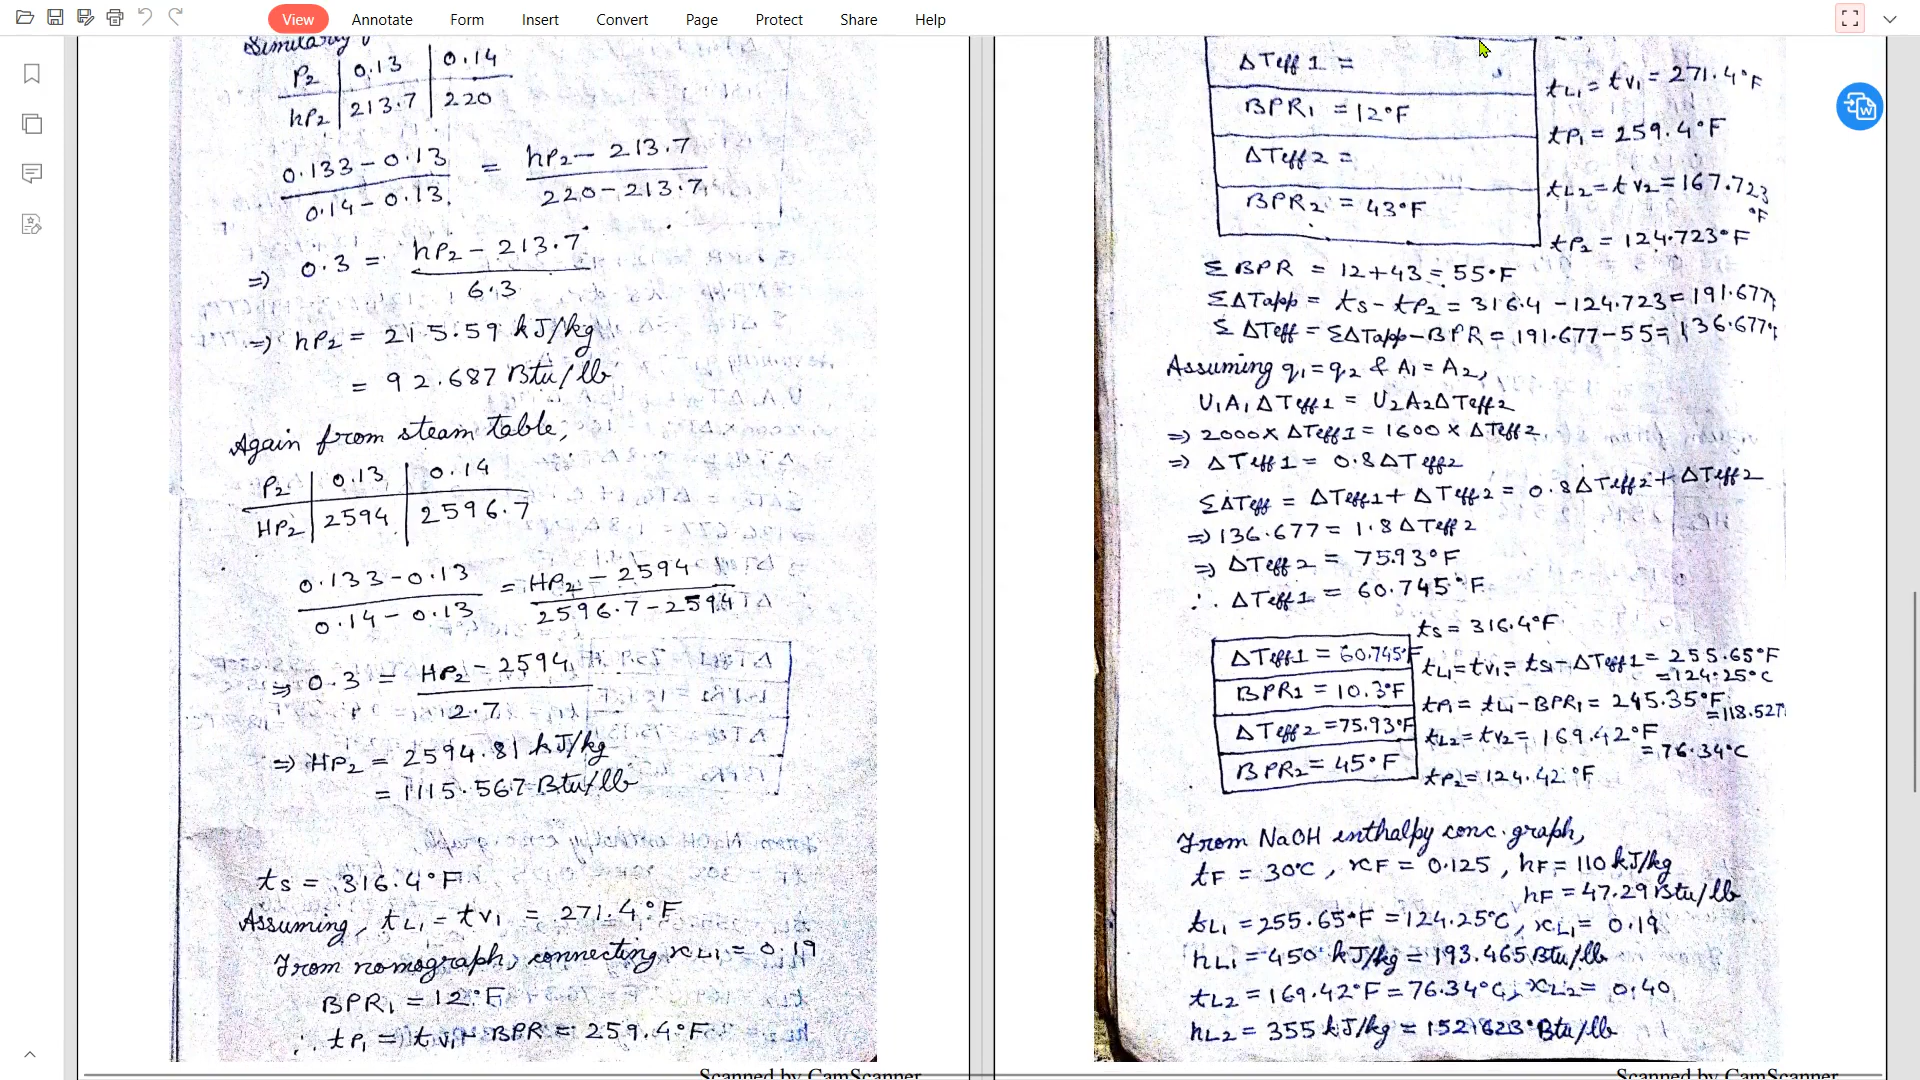 View Annotate Form Insert Convert Page Protect Share Help
Similarly
P2 | 0.13 | 0.14
hP2 | 213.7 | 220
0.133-0.13 / 0.14-0.13 = hP2-213.7 / 220-213.7
=> 0.3 = hP2-213.7 / 6.3
=> hP2 = 215.59 kJ/kg
= 92.687 Btu/lb
Again from steam table,
P2 | 0.13 | 0.14
HP2 | 2594 | 2596.7
0.133-0.13 / 0.14-0.13 = HP2-2594 / 2596.7-2594
=> 0.3 = HP2-2594 / 2.7
=> HP2 = 2594.81 kJ/kg
= 1115.567 Btu/lb
ts = 316.4°F
Assuming, tL1 = tV1 = 271.4°F
From nomograph, connecting xL1 = 0.19
BPR1 = 12°F
∴ tP1 = tV1 - BPR = 259.4°F
Scanned by CamScanner
ΔTeff1 =
BPR1 = 12°F
ΔTeff2 =
BPR2 = 43°F
tL1 = tV1 = 271.4°F
tP1 = 259.4°F
tL2 = tV2 = 167.723 °F
tP2 = 124.723°F
ΣBPR = 12+43 = 55°F
ΣΔTapp = ts - tP2 = 316.4 - 124.723 = 191.677
ΣΔTeff = ΣΔTapp - BPR = 191.677-55 = 136.677
Assuming q1 = q2 & A1 = A2,
U1A1ΔTeff1 = U2A2ΔTeff2
=> 2000 x ΔTeff1 = 1600 x ΔTeff2
=> ΔTeff1 = 0.8ΔTeff2
ΣΔTeff = ΔTeff1 + ΔTeff2 = 0.8ΔTeff2 + ΔTeff2
=> 136.677 = 1.8ΔTeff2
=> ΔTeff2 = 75.93°F
∴ ΔTeff1 = 60.745°F
ΔTeff1 = 60.745°F
BPR1 = 10.3°F
ΔTeff2 = 75.93°F
BPR2 = 45°F
ts = 316.4°F
tL1 = tV1 = ts1 - ΔTeff1 = 255.65°F
= 124.25°C
tP1 = tL1 - BPR1 = 245.35°F
= 118.527
tL2 = tV2 = 169.42°F
= 76.34°C
tP2 = 124.42°F
From NaOH enthalpy conc. graph,
tF = 30°C, xF = 0.125, hF = 110 kJ/kg
hF = 47.29 Btu/lb
tL1 = 255.65°F = 124.25°C, xL1 = 0.19
hL1 = 450 kJ/kg = 193.465 Btu/lb
tL2 = 169.42°F = 76.34°C, xL2 = 0.40
hL2 = 355 kJ/kg = 152.623 Btu/lb
Scanned by CamScanner